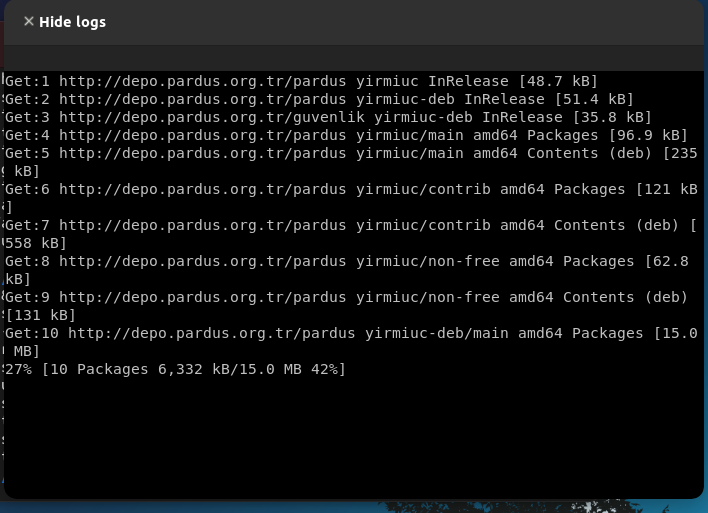 × Hide logs
Get:1 http://depo.pardus.org.tr/pardus yirmiuc InRelease [48.7 kB]
Get:2 http://depo.pardus.org.tr/pardus yirmiuc-deb InRelease [51.4 kB]
Get:3 http://depo.pardus.org.tr/guvenlik yirmiuc-deb InRelease [35.8 kB]
Get:4 http://depo.pardus.org.tr/pardus yirmiuc/main amd64 Packages [96.9 kB]
Get:5 http://depo.pardus.org.tr/pardus yirmiuc/main amd64 Contents (deb) [235
kB]
Get:6 http://depo.pardus.org.tr/pardus yirmiuc/contrib amd64 Packages [121 kB
]
Get:7 http://depo.pardus.org.tr/pardus yirmiuc/contrib amd64 Contents (deb) [
558 kB]
Get:8 http://depo.pardus.org.tr/pardus yirmiuc/non-free amd64 Packages [62.8
kB]
Get:9 http://depo.pardus.org.tr/pardus yirmiuc/non-free amd64 Contents (deb)
[131 kB]
Get:10 http://depo.pardus.org.tr/pardus yirmiuc-deb/main amd64 Packages [15.0
MB]
27% [10 Packages 6,332 kB/15.0 MB 42%]